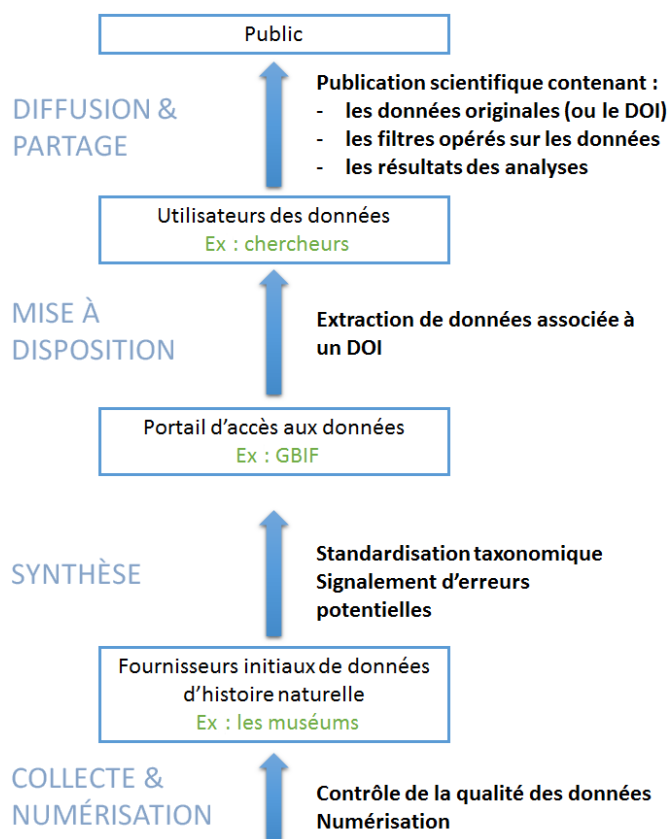 Public
DIFFUSION &
PARTAGE
Publication scientifique contenant :
- les données originales (ou le DOI)
- les filtres opérés sur les données
- les résultats des analyses
Utilisateurs des données
Ex : chercheurs
MISE À
DISPOSITION
Extraction de données associée à
un DOI
Portail d'accès aux données
Ex : GBIF
SYNTHÈSE
Standardisation taxonomique
Signalement d'erreurs
potentielles
Fournisseurs initiaux de données
d'histoire naturelle
Ex : les muséums
COLLECTE &
NUMÉRISATION
Contrôle de la qualité des données
Numérisation